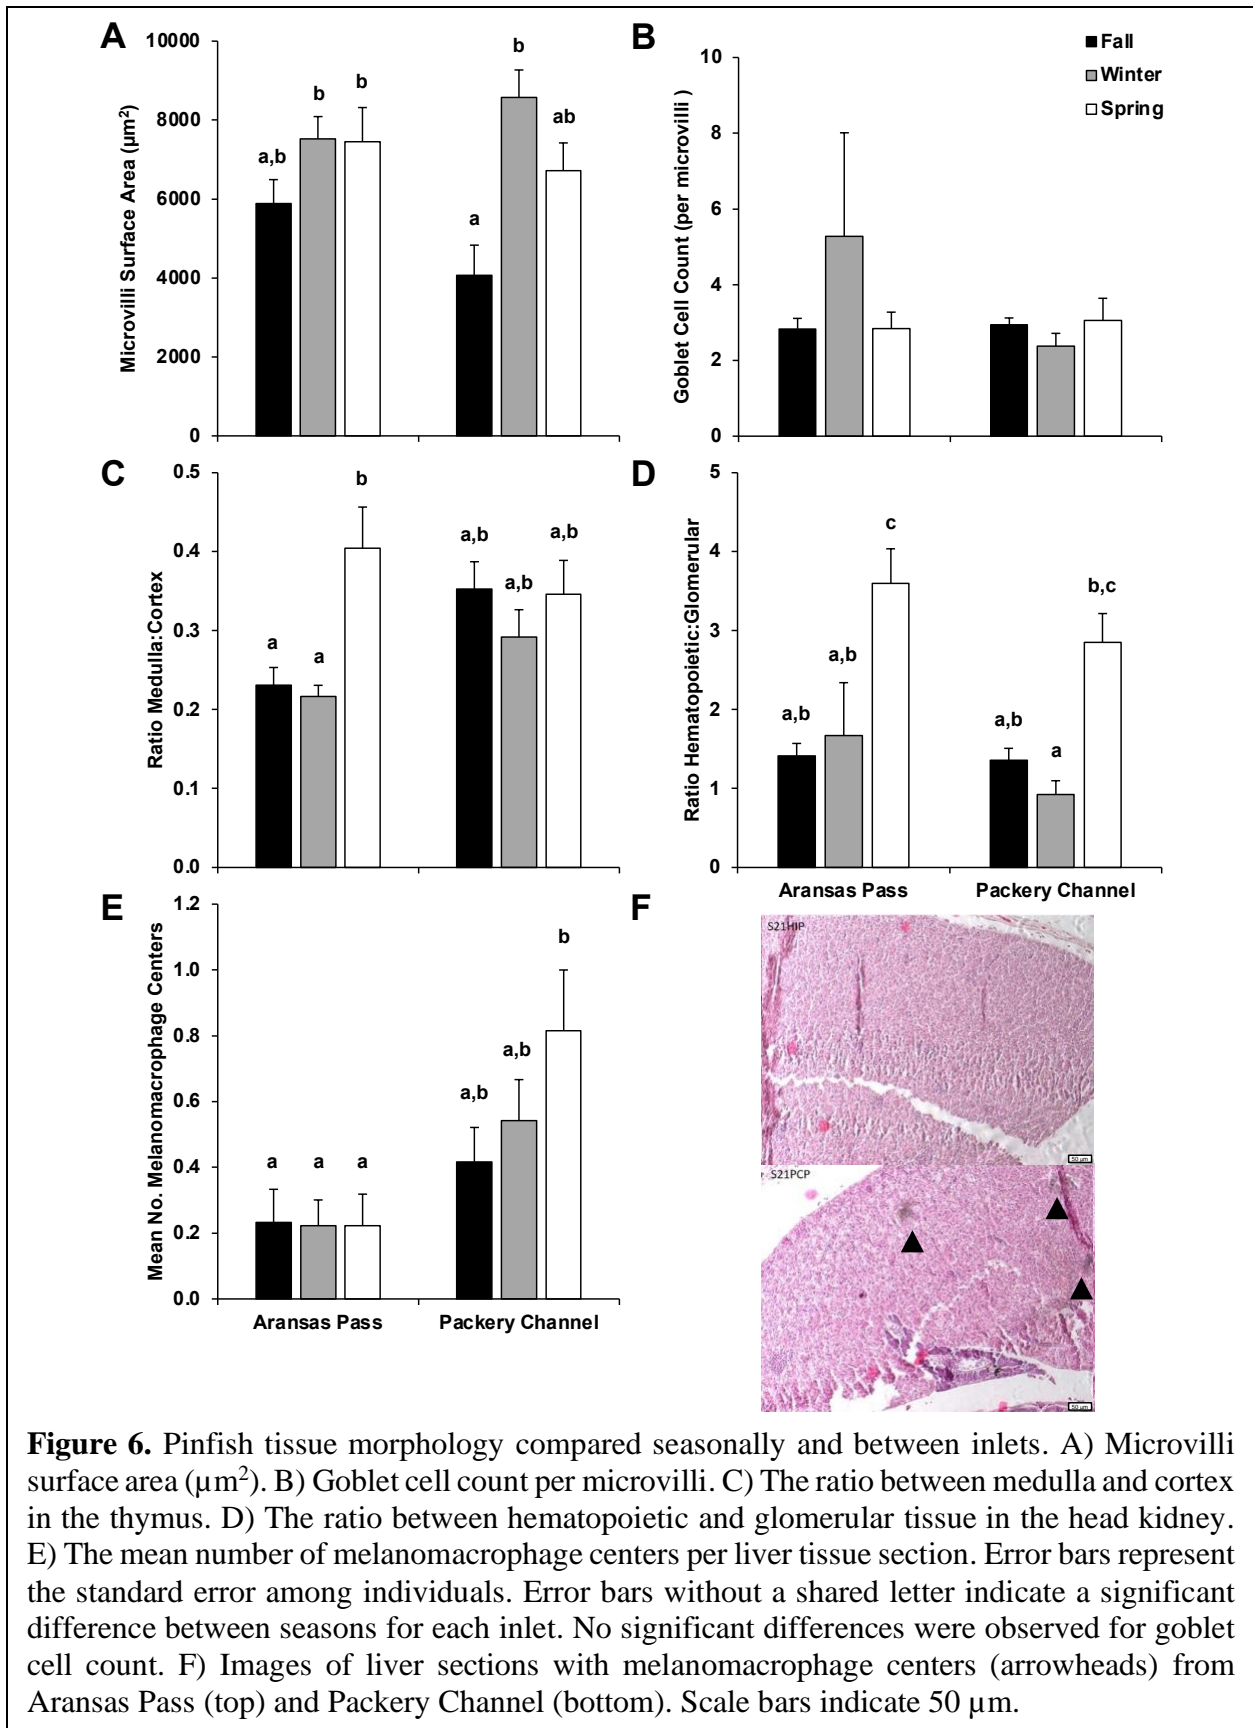 A
Microvilli Surface Area (µm²)
10000
8000
6000
4000
2000
0
a,b
b
b
a
b
ab
B
Goblet Cell Count (per microvilli )
10
8
6
4
2
0
Fall
Winter
Spring
C
Ratio Medulla:Cortex
0.5
0.4
0.3
0.2
0.1
0.0
a
a
b
a,b
a,b
a,b
D
Ratio Hematopoietic:Glomerular
5
4
3
2
1
0
a,b
a,b
c
a,b
a
b,c
Aransas Pass
Packery Channel
E
Mean No. Melanomacrophage Centers
1.2
1.0
0.8
0.6
0.4
0.2
0.0
a
a
a
a,b
a,b
b
Aransas Pass
Packery Channel
F
S21HIP
50 µm
S21PCP
50 µm
Figure 6. Pinfish tissue morphology compared seasonally and between inlets. A) Microvilli
surface area (µm²). B) Goblet cell count per microvilli. C) The ratio between medulla and cortex
in the thymus. D) The ratio between hematopoietic and glomerular tissue in the head kidney.
E) The mean number of melanomacrophage centers per liver tissue section. Error bars represent
the standard error among individuals. Error bars without a shared letter indicate a significant
difference between seasons for each inlet. No significant differences were observed for goblet
cell count. F) Images of liver sections with melanomacrophage centers (arrowheads) from
Aransas Pass (top) and Packery Channel (bottom). Scale bars indicate 50 µm.